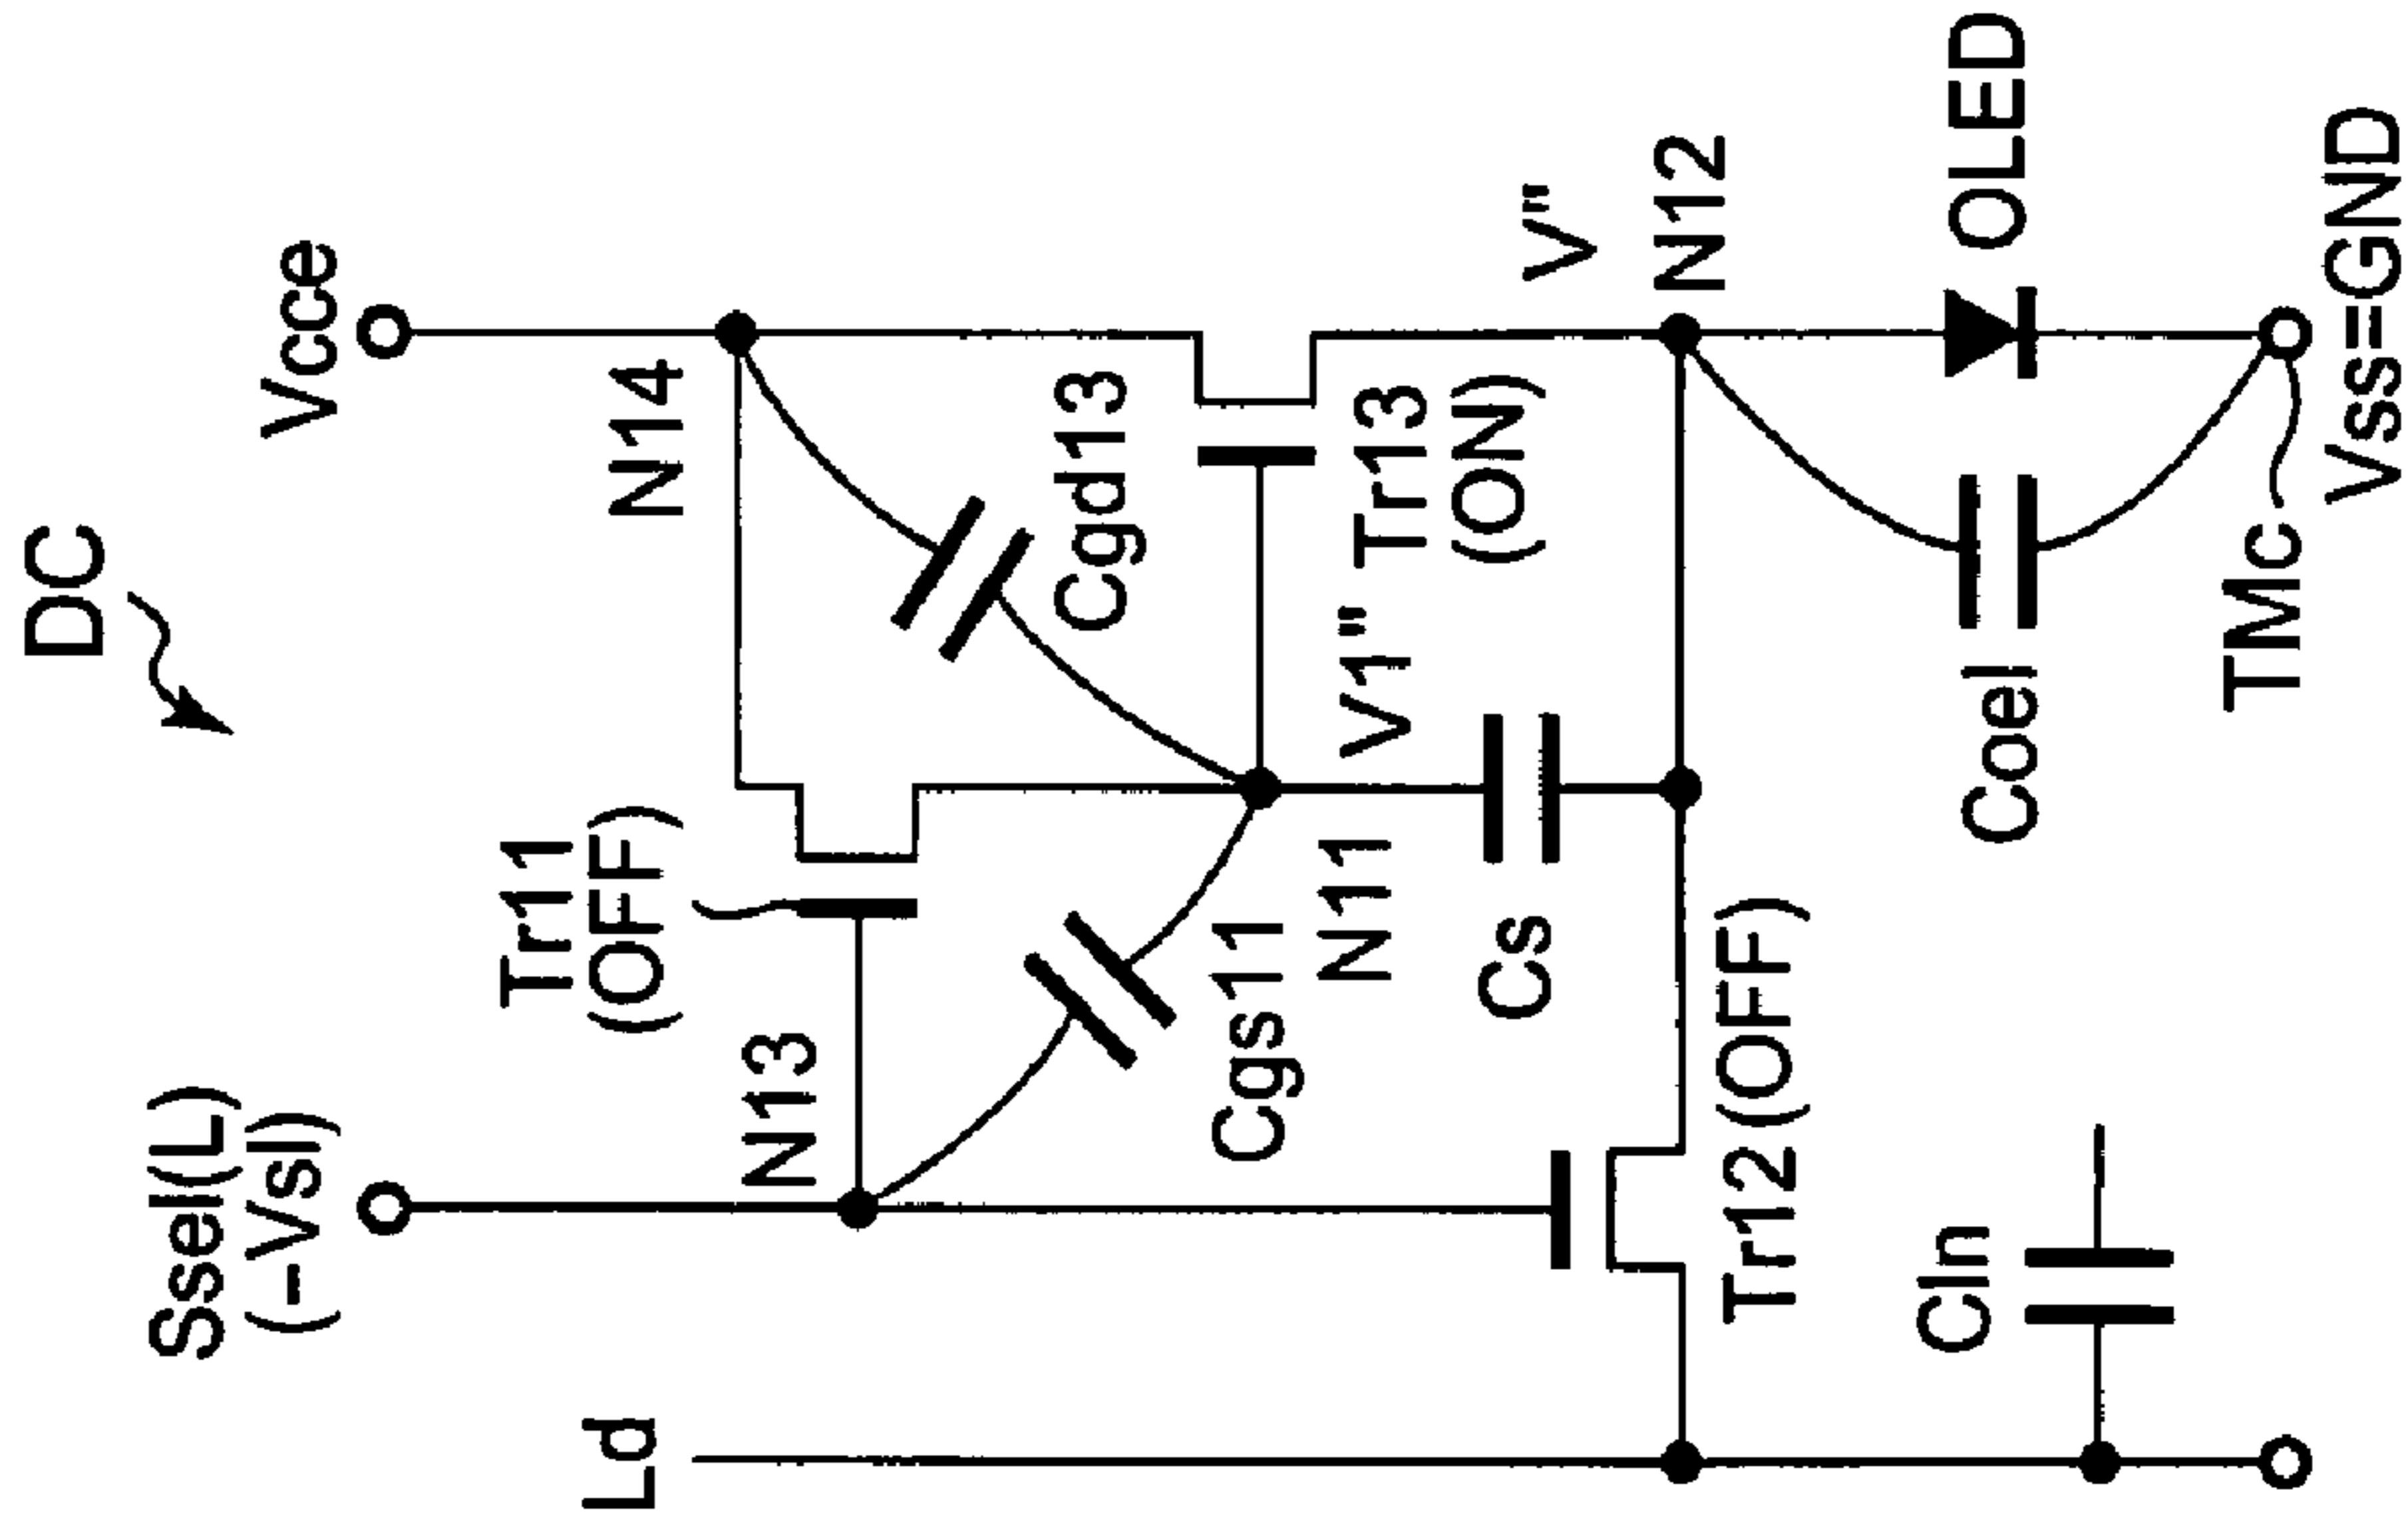 DC
Ssel(L)
(-Vsl)
Vcce
Tr11
(OFF)
N14
Ld
N13
Cgd13
Cgs11
N11
V1"
Tr13
(ON)
Cs
V"
N12
Tr12(OFF)
Cln
Coel
OLED
TMc
Vss=GND